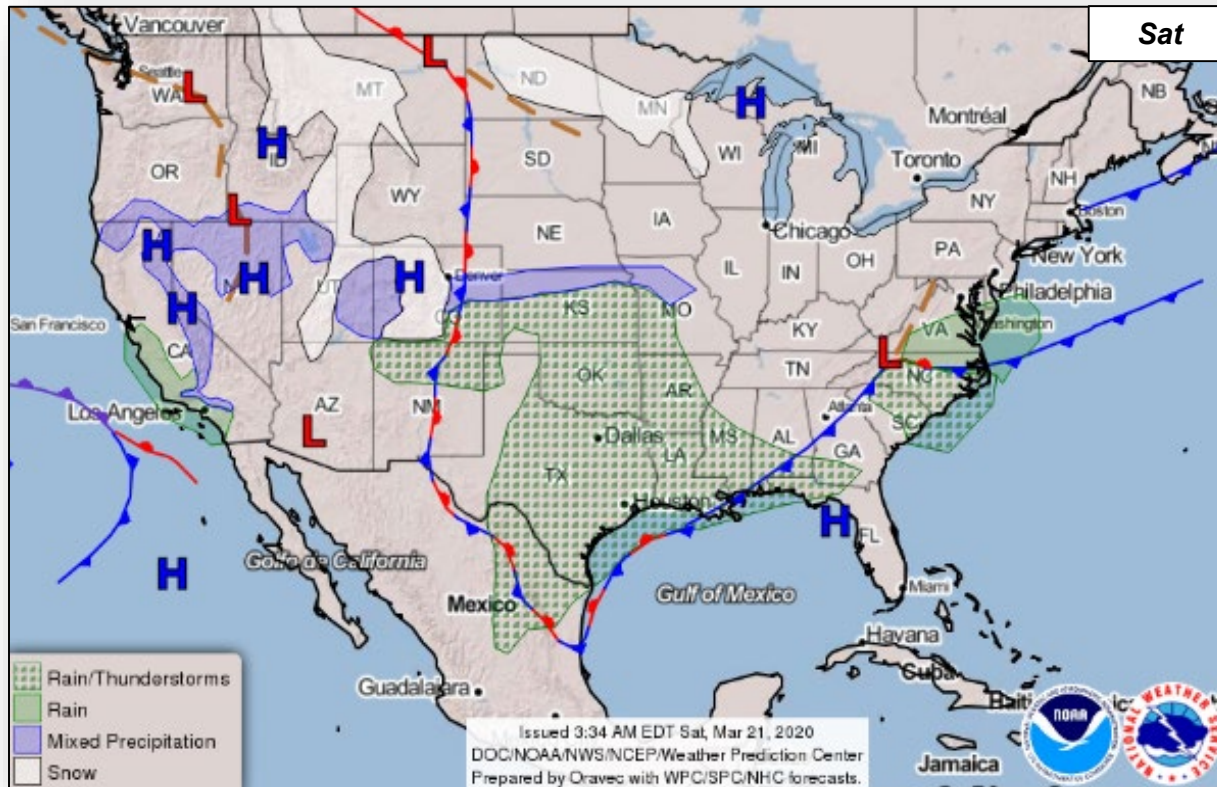 Sat
Vancouver
Seattle
WA
MT
ND
MN
Montréal
NB
OR
ID
SD
WI
MI
Toronto
NH
WY
NY
Boston
IA
Chicago
NE
PA
New York
IL
IN
OH
Denver
UT
Philadelphia
San Francisco
CO
KS
MO
KY
VA
Washington
CA
TN
NC
OK
AR
Los Angeles
AZ
NM
Atlanta
SC
Dallas
MS
AL
GA
LA
TX
Houston
Golfo de California
FL
Mexico
Gulf of Mexico
Miami
Havana
Cuba
Guadalajara
Jamaica
H
H
H
H
H
H
H
H
L
L
L
L
L
Rain/Thunderstorms
Rain
Mixed Precipitation
Snow
Issued 3:34 AM EDT Sat, Mar 21, 2020
DOC/NOAA/NWS/NCEP/Weather Prediction Center
Prepared by Oravec with WPC/SPC/NHC forecasts.
NOAA
NATIONAL WEATHER SERVICE